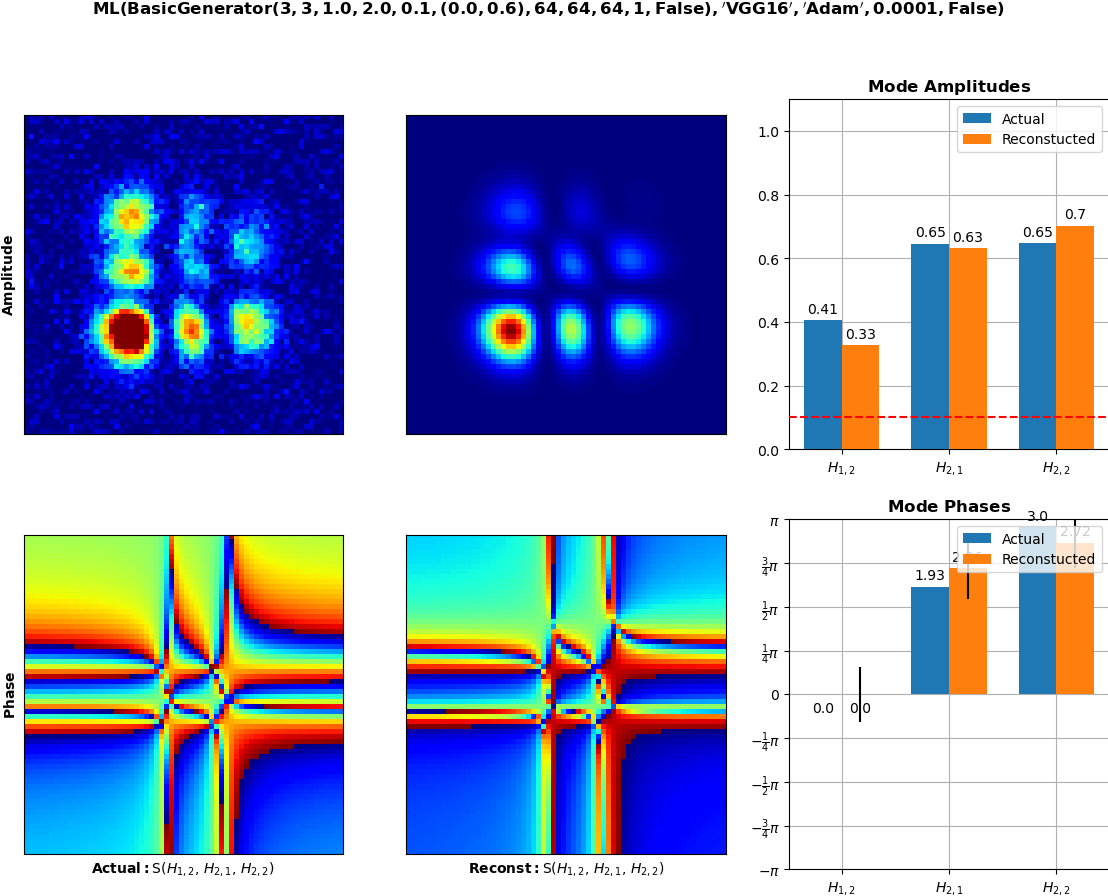 ML(BasicGenerator(3, 3, 1.0, 2.0, 0.1, (0.0, 0.6), 64, 64, 64, 1, False), ′VGG16′, ′Adam′, 0.0001, False)
Amplitude
Mode Amplitudes
Actual
Reconstucted
1.0
0.8
0.6
0.4
0.2
0.0
0.41
0.33
0.65
0.63
0.65
0.7
H1,2
H2,1
H2,2
Phase
Actual: S(H1,2, H2,1, H2,2)
Reconst: S(H1,2, H2,1, H2,2)
Mode Phases
Actual
Reconstucted
π
3/4π
1/2π
1/4π
0
−1/4π
−1/2π
−3/4π
−π
0.0
0.0
1.93
3.0
2.72
H1,2
H2,1
H2,2